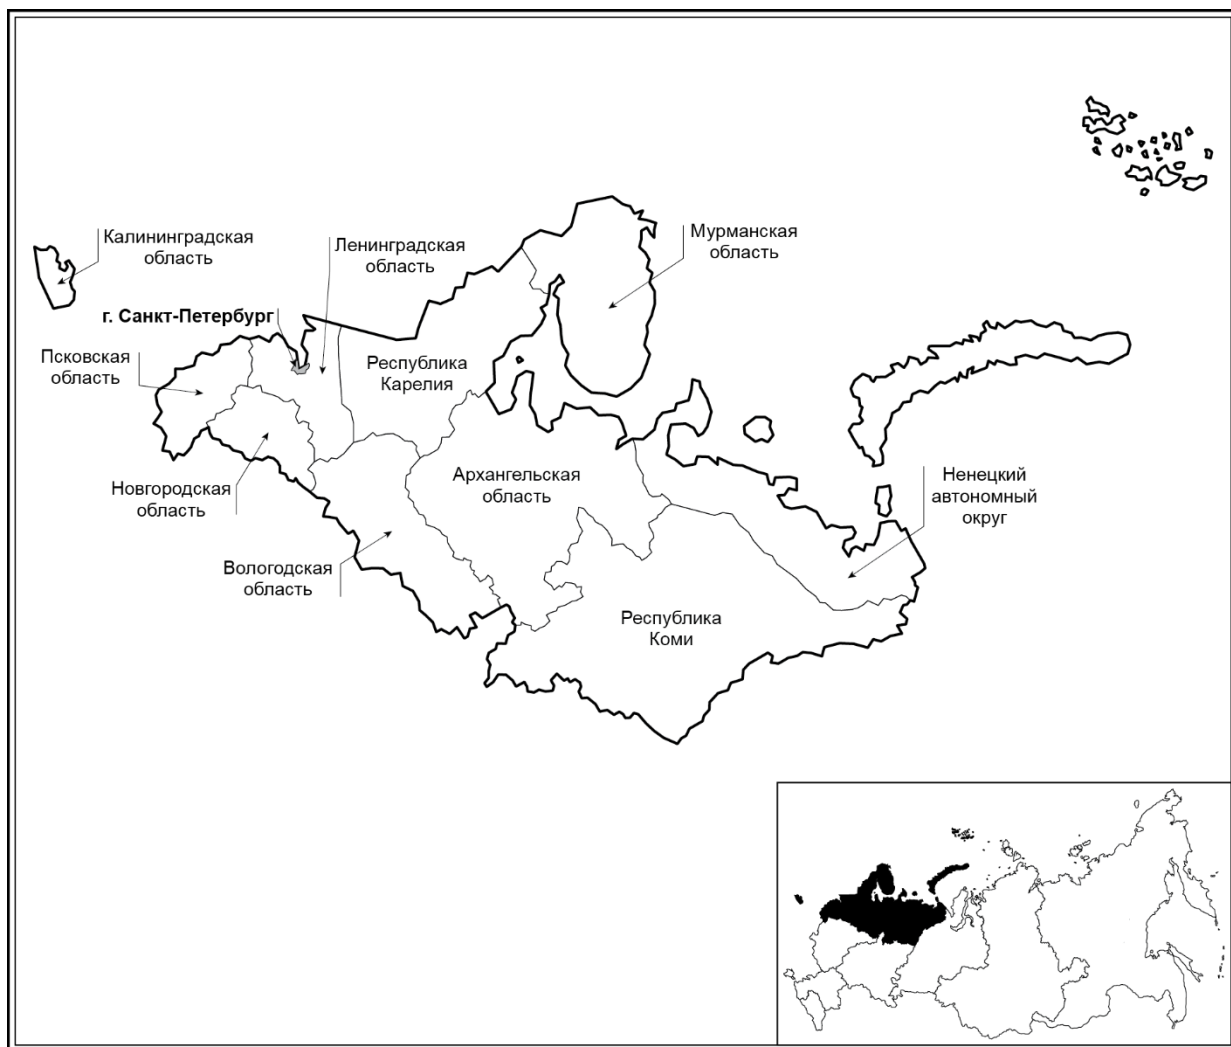 Калининградская
область
Ленинградская
область
Мурманская
область
г. Санкт-Петербург
Псковская
область
Республика
Карелия
Новгородская
область
Архангельская
область
Ненецкий
автономный
округ
Вологодская
область
Республика
Коми